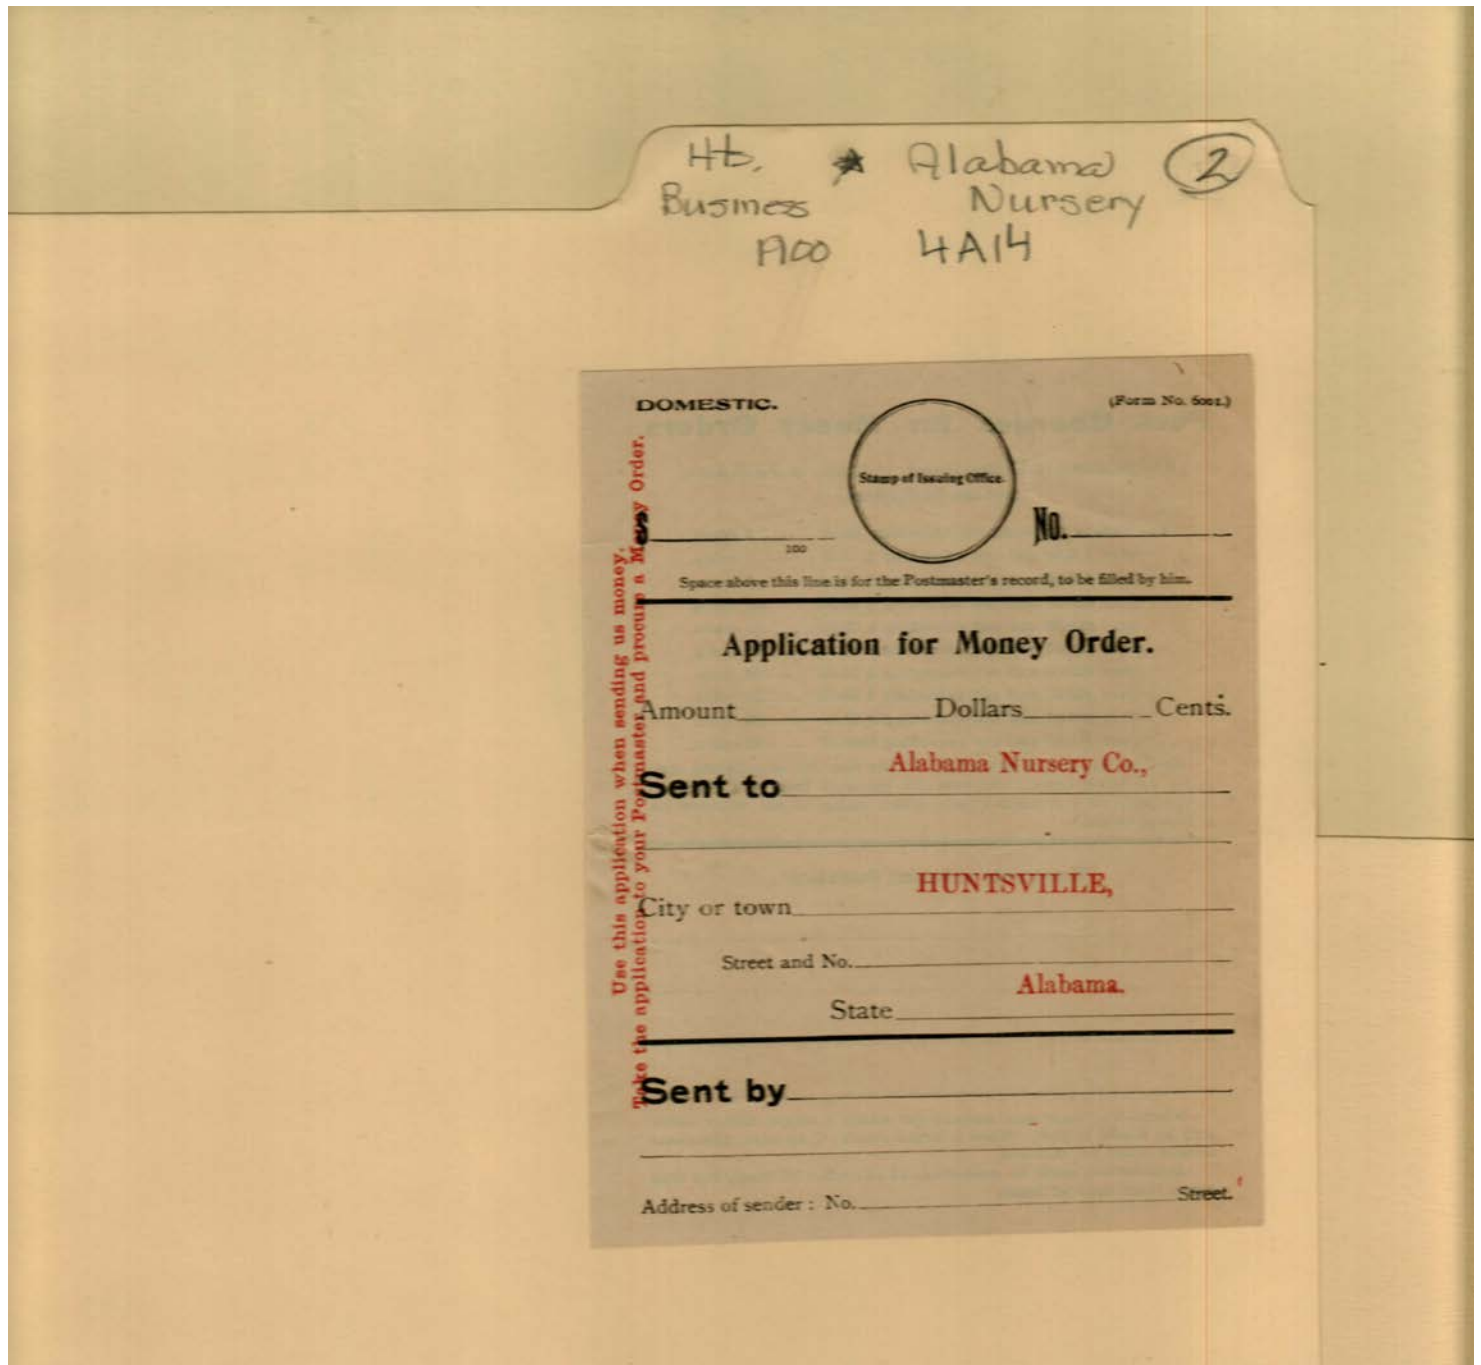 Hb. ★ Alabama 2
Business Nursery
1900 4A14
DOMESTIC. (Form No. 6001.)
Stamp of Issuing Office.
$ No.
100
Space above this line is for the Postmaster's record, to be filled by him.
Application for Money Order.
Amount Dollars Cents.
Sent to Alabama Nursery Co.,
City or town HUNTSVILLE,
Street and No.
State Alabama.
Sent by
Address of sender : No. Street.
Use this application when sending us money.
Take the application to your Postmaster and procure a Money Order.